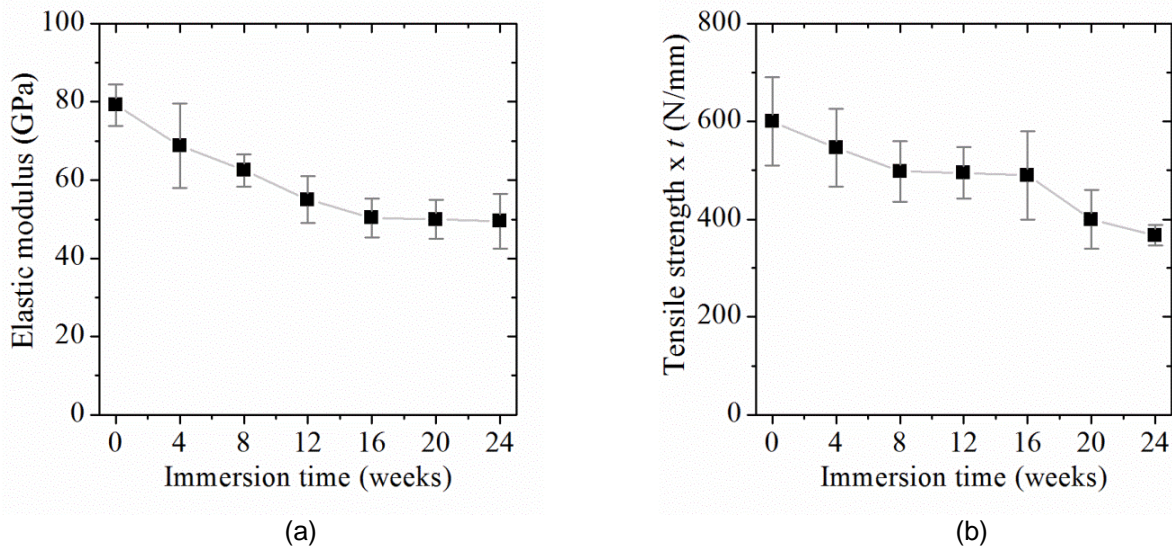 100
80
60
40
20
0
Elastic modulus (GPa)
0 4 8 12 16 20 24
Immersion time (weeks)
(a)
800
600
400
200
0
Tensile strength x t (N/mm)
0 4 8 12 16 20 24
Immersion time (weeks)
(b)